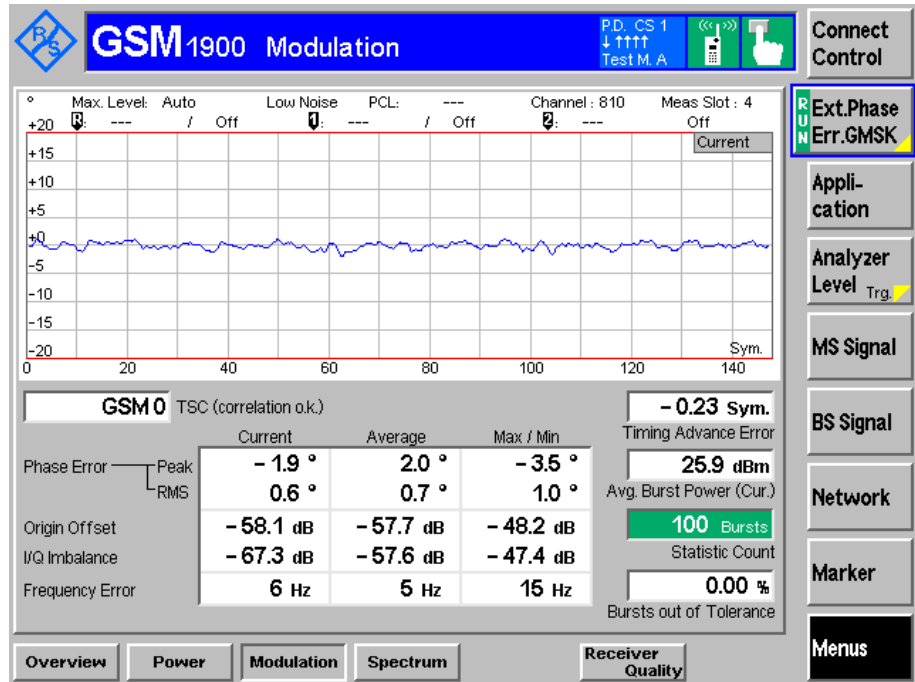 R&S
GSM 1900 Modulation
P.D. CS 1
↓↑↑↑↑
Test M. A
Connect Control
° Max. Level: Auto Low Noise PCL: --- Channel : 810 Meas Slot : 4
R: --- / Off 1: --- / Off 2: --- Off
Current
+20
+15
+10
+5
+0
-5
-10
-15
-20
Sym.
0 20 40 60 80 100 120 140
RUN
Ext.Phase Err.GMSK
Appli-
cation
Analyzer
Level Trg.
MS Signal
BS Signal
Network
Marker
Menus
GSM 0 TSC (correlation o.k.)
Current Average Max / Min
Phase Error Peak - 1.9 ° 2.0 ° - 3.5 °
RMS 0.6 ° 0.7 ° 1.0 °
Origin Offset - 58.1 dB - 57.7 dB - 48.2 dB
I/Q Imbalance - 67.3 dB - 57.6 dB - 47.4 dB
Frequency Error 6 Hz 5 Hz 15 Hz
- 0.23 Sym.
Timing Advance Error
25.9 dBm
Avg. Burst Power (Cur.)
100 Bursts
Statistic Count
0.00 %
Bursts out of Tolerance
Overview Power Modulation Spectrum Receiver Quality